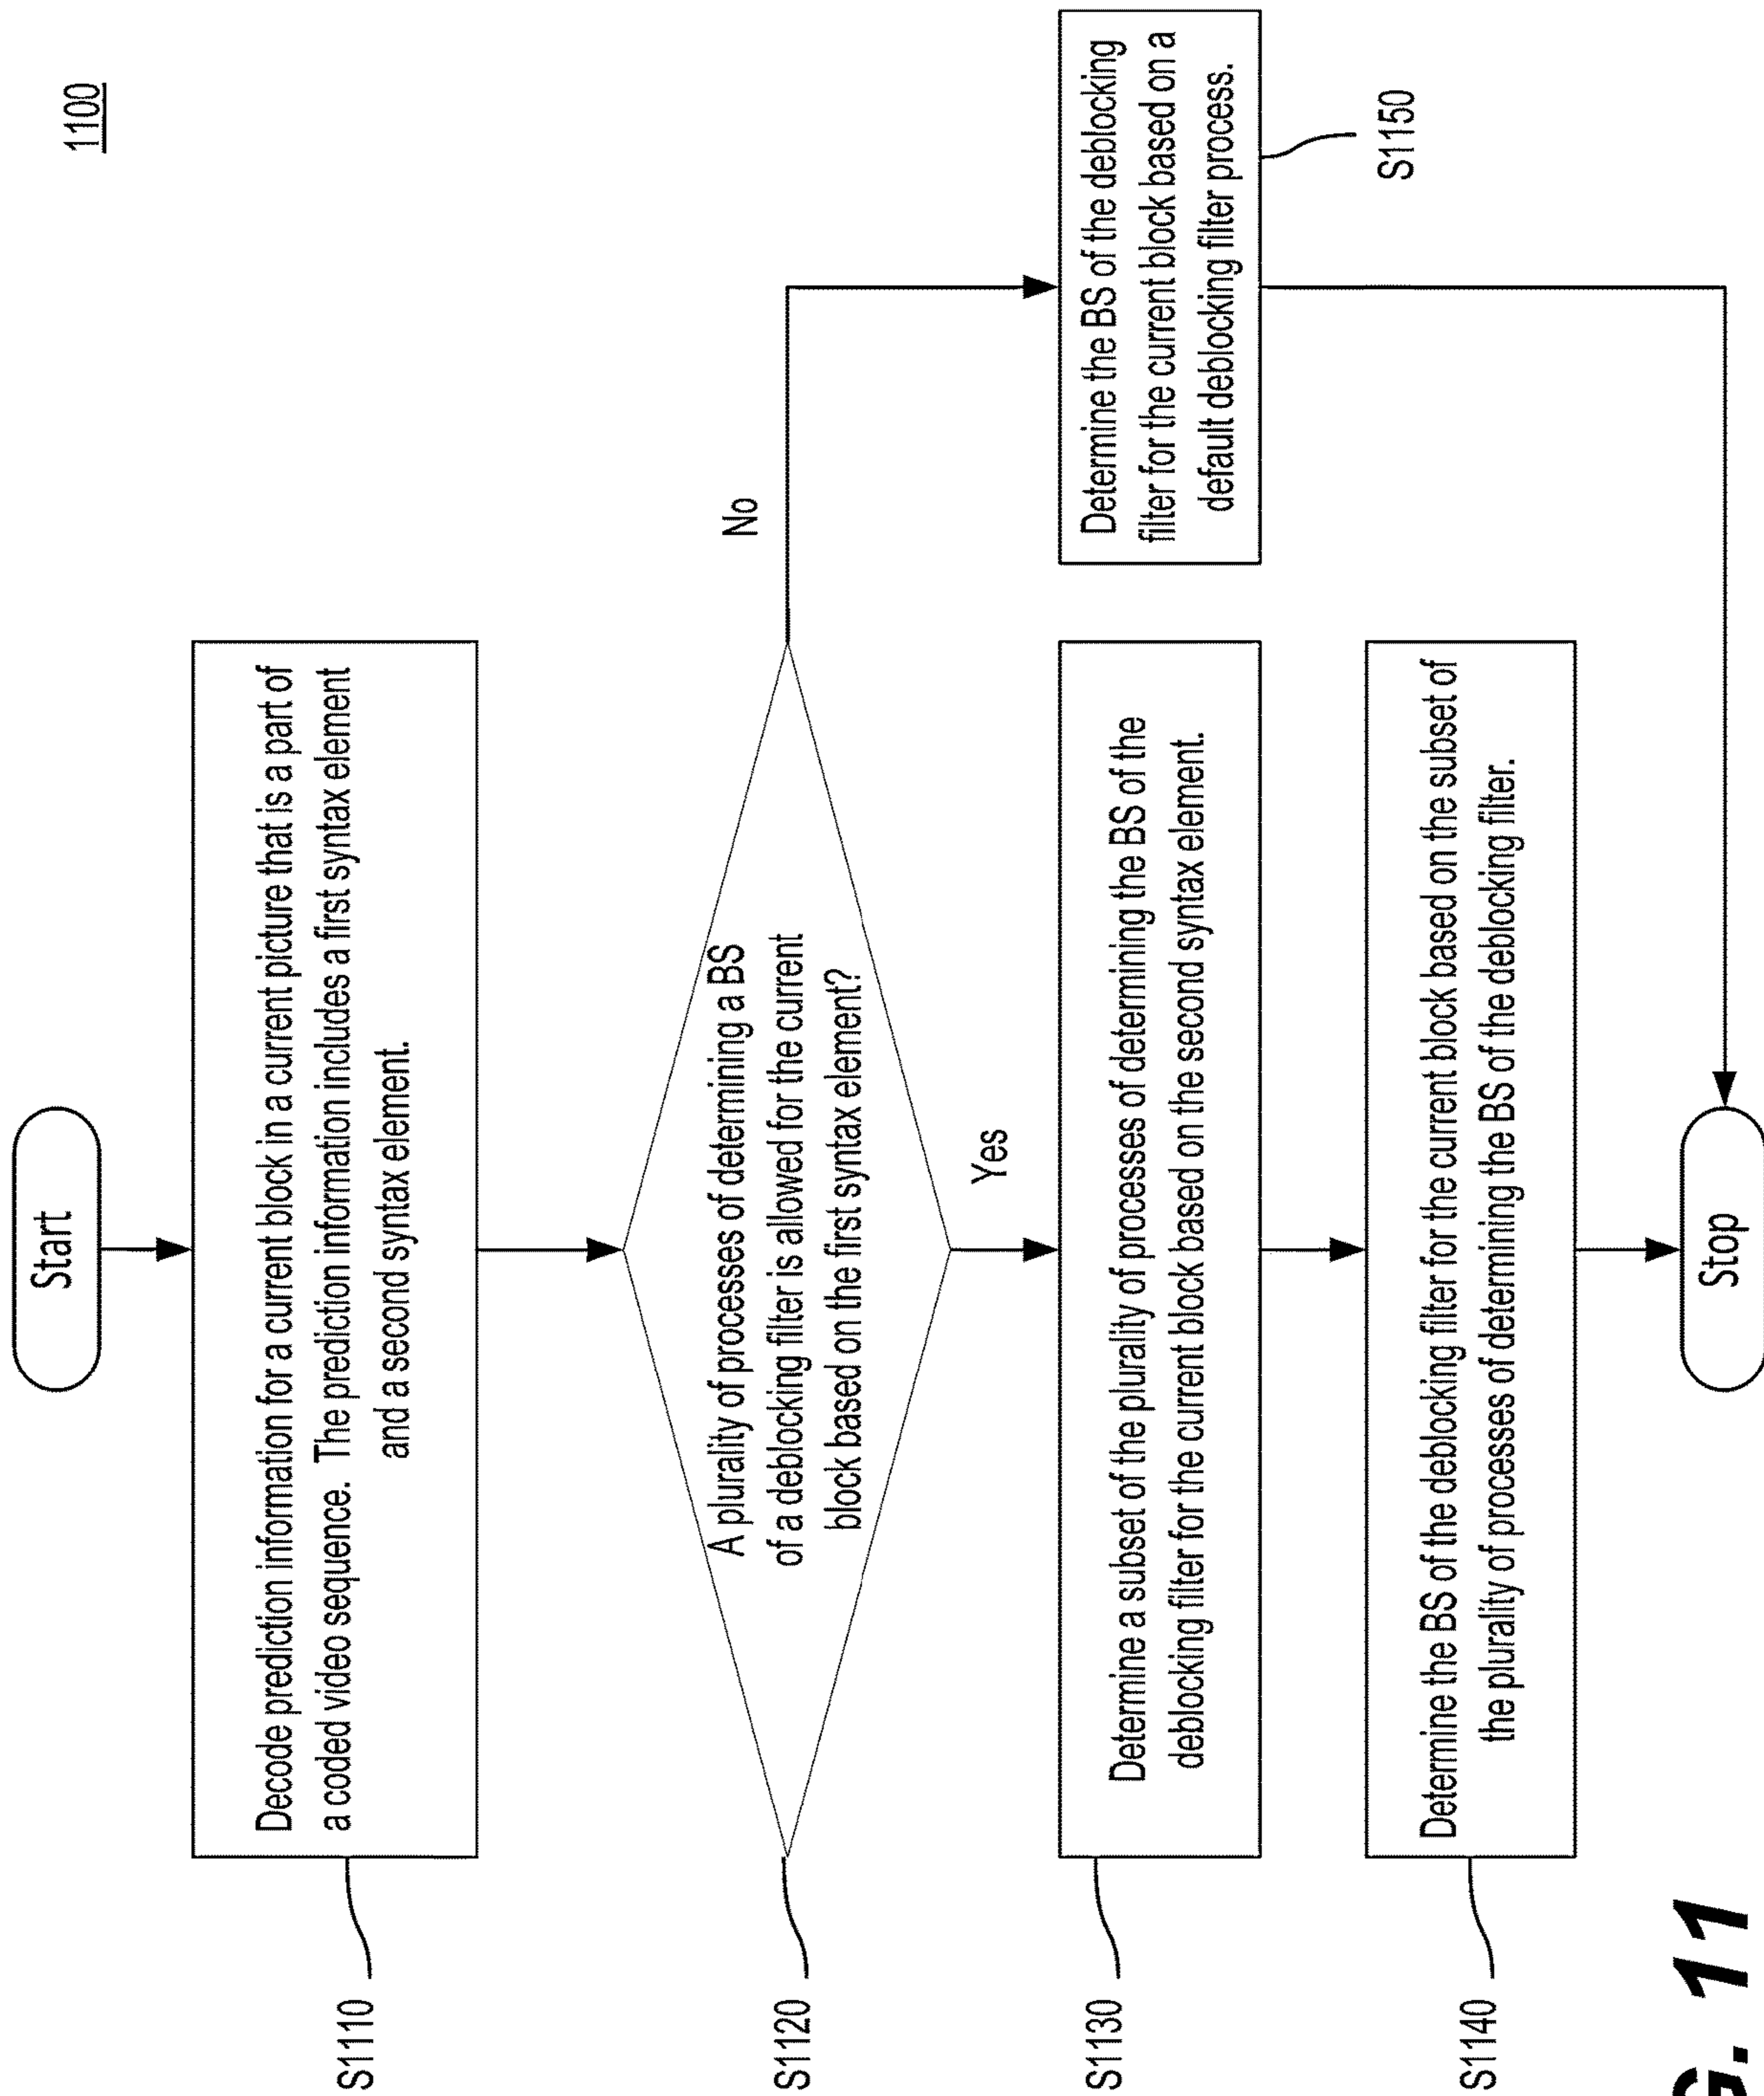 1100
Start
Decode prediction information for a current block in a current picture that is a part of
a coded video sequence. The prediction information includes a first syntax element
and a second syntax element.
S1110
A plurality of processes of determining a BS
of a deblocking filter is allowed for the current
block based on the first syntax element?
S1120
No
Yes
Determine a subset of the plurality of processes of determining the BS of the
deblocking filter for the current block based on the second syntax element.
S1130
Determine the BS of the deblocking
filter for the current block based on a
default deblocking filter process.
S1150
Determine the BS of the deblocking filter for the current block based on the subset of
the plurality of processes of determining the BS of the deblocking filter.
S1140
Stop
G. 11